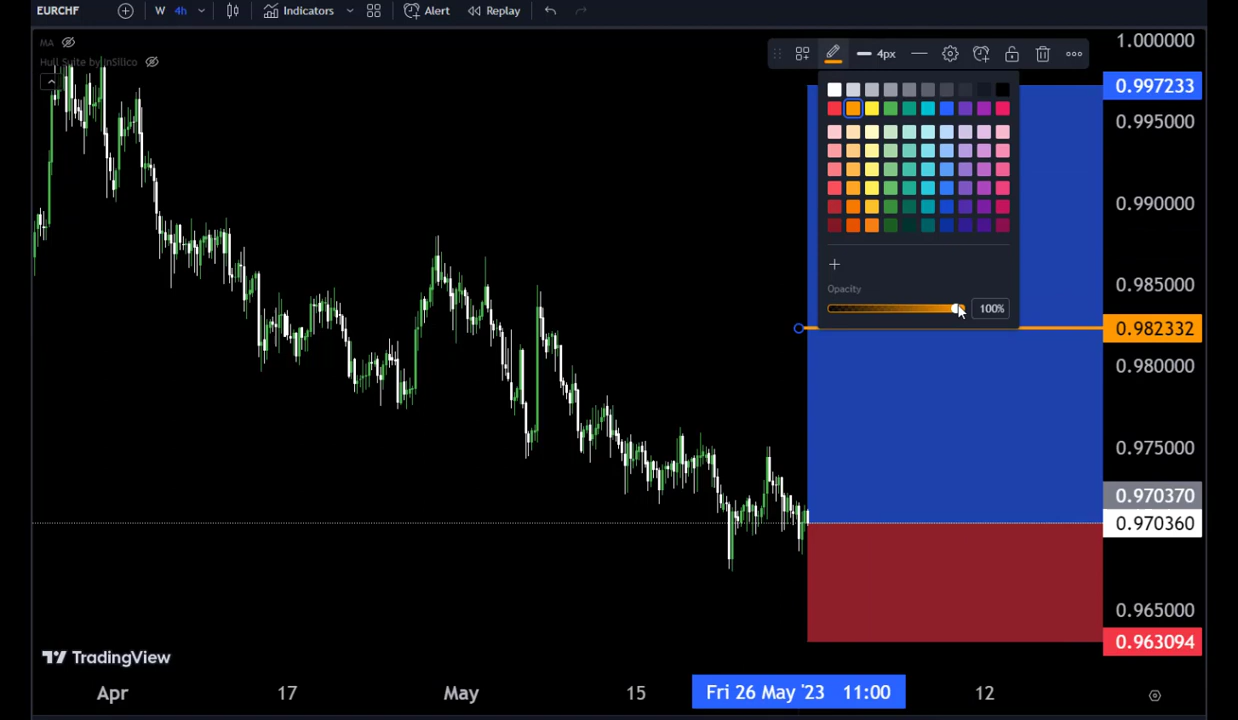 EURCHF W 4h Indicators Alert Replay
MA
Hull Suite by InSilico
4px
Opacity
100%
1.000000
0.997233
0.995000
0.990000
0.985000
0.982332
0.980000
0.975000
0.970370
0.970360
0.965000
0.963094
TradingView
Apr 17 May 15 Fri 26 May '23 11:00 12